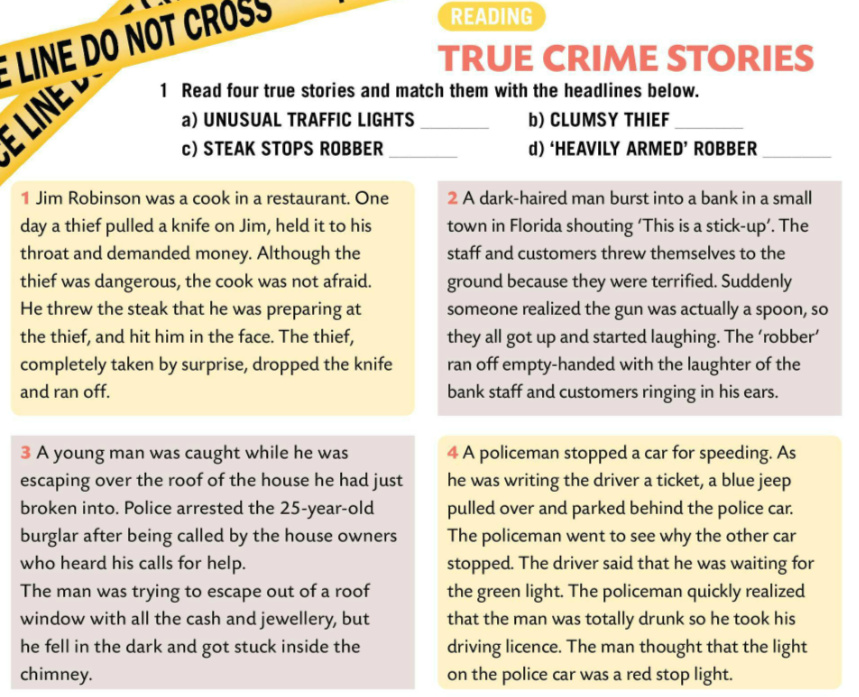 E LINE DO NOT CROSS
CE LINE
READING
TRUE CRIME STORIES
1 Read four true stories and match them with the headlines below.
a) UNUSUAL TRAFFIC LIGHTS ________ b) CLUMSY THIEF ________
c) STEAK STOPS ROBBER ________ d) ‘HEAVILY ARMED’ ROBBER ________
1 Jim Robinson was a cook in a restaurant. One
day a thief pulled a knife on Jim, held it to his
throat and demanded money. Although the
thief was dangerous, the cook was not afraid.
He threw the steak that he was preparing at
the thief, and hit him in the face. The thief,
completely taken by surprise, dropped the knife
and ran off.
2 A dark-haired man burst into a bank in a small
town in Florida shouting ‘This is a stick-up’. The
staff and customers threw themselves to the
ground because they were terrified. Suddenly
someone realized the gun was actually a spoon, so
they all got up and started laughing. The ‘robber’
ran off empty-handed with the laughter of the
bank staff and customers ringing in his ears.
3 A young man was caught while he was
escaping over the roof of the house he had just
broken into. Police arrested the 25-year-old
burglar after being called by the house owners
who heard his calls for help.
The man was trying to escape out of a roof
window with all the cash and jewellery, but
he fell in the dark and got stuck inside the
chimney.
4 A policeman stopped a car for speeding. As
he was writing the driver a ticket, a blue jeep
pulled over and parked behind the police car.
The policeman went to see why the other car
stopped. The driver said that he was waiting for
the green light. The policeman quickly realized
that the man was totally drunk so he took his
driving licence. The man thought that the light
on the police car was a red stop light.